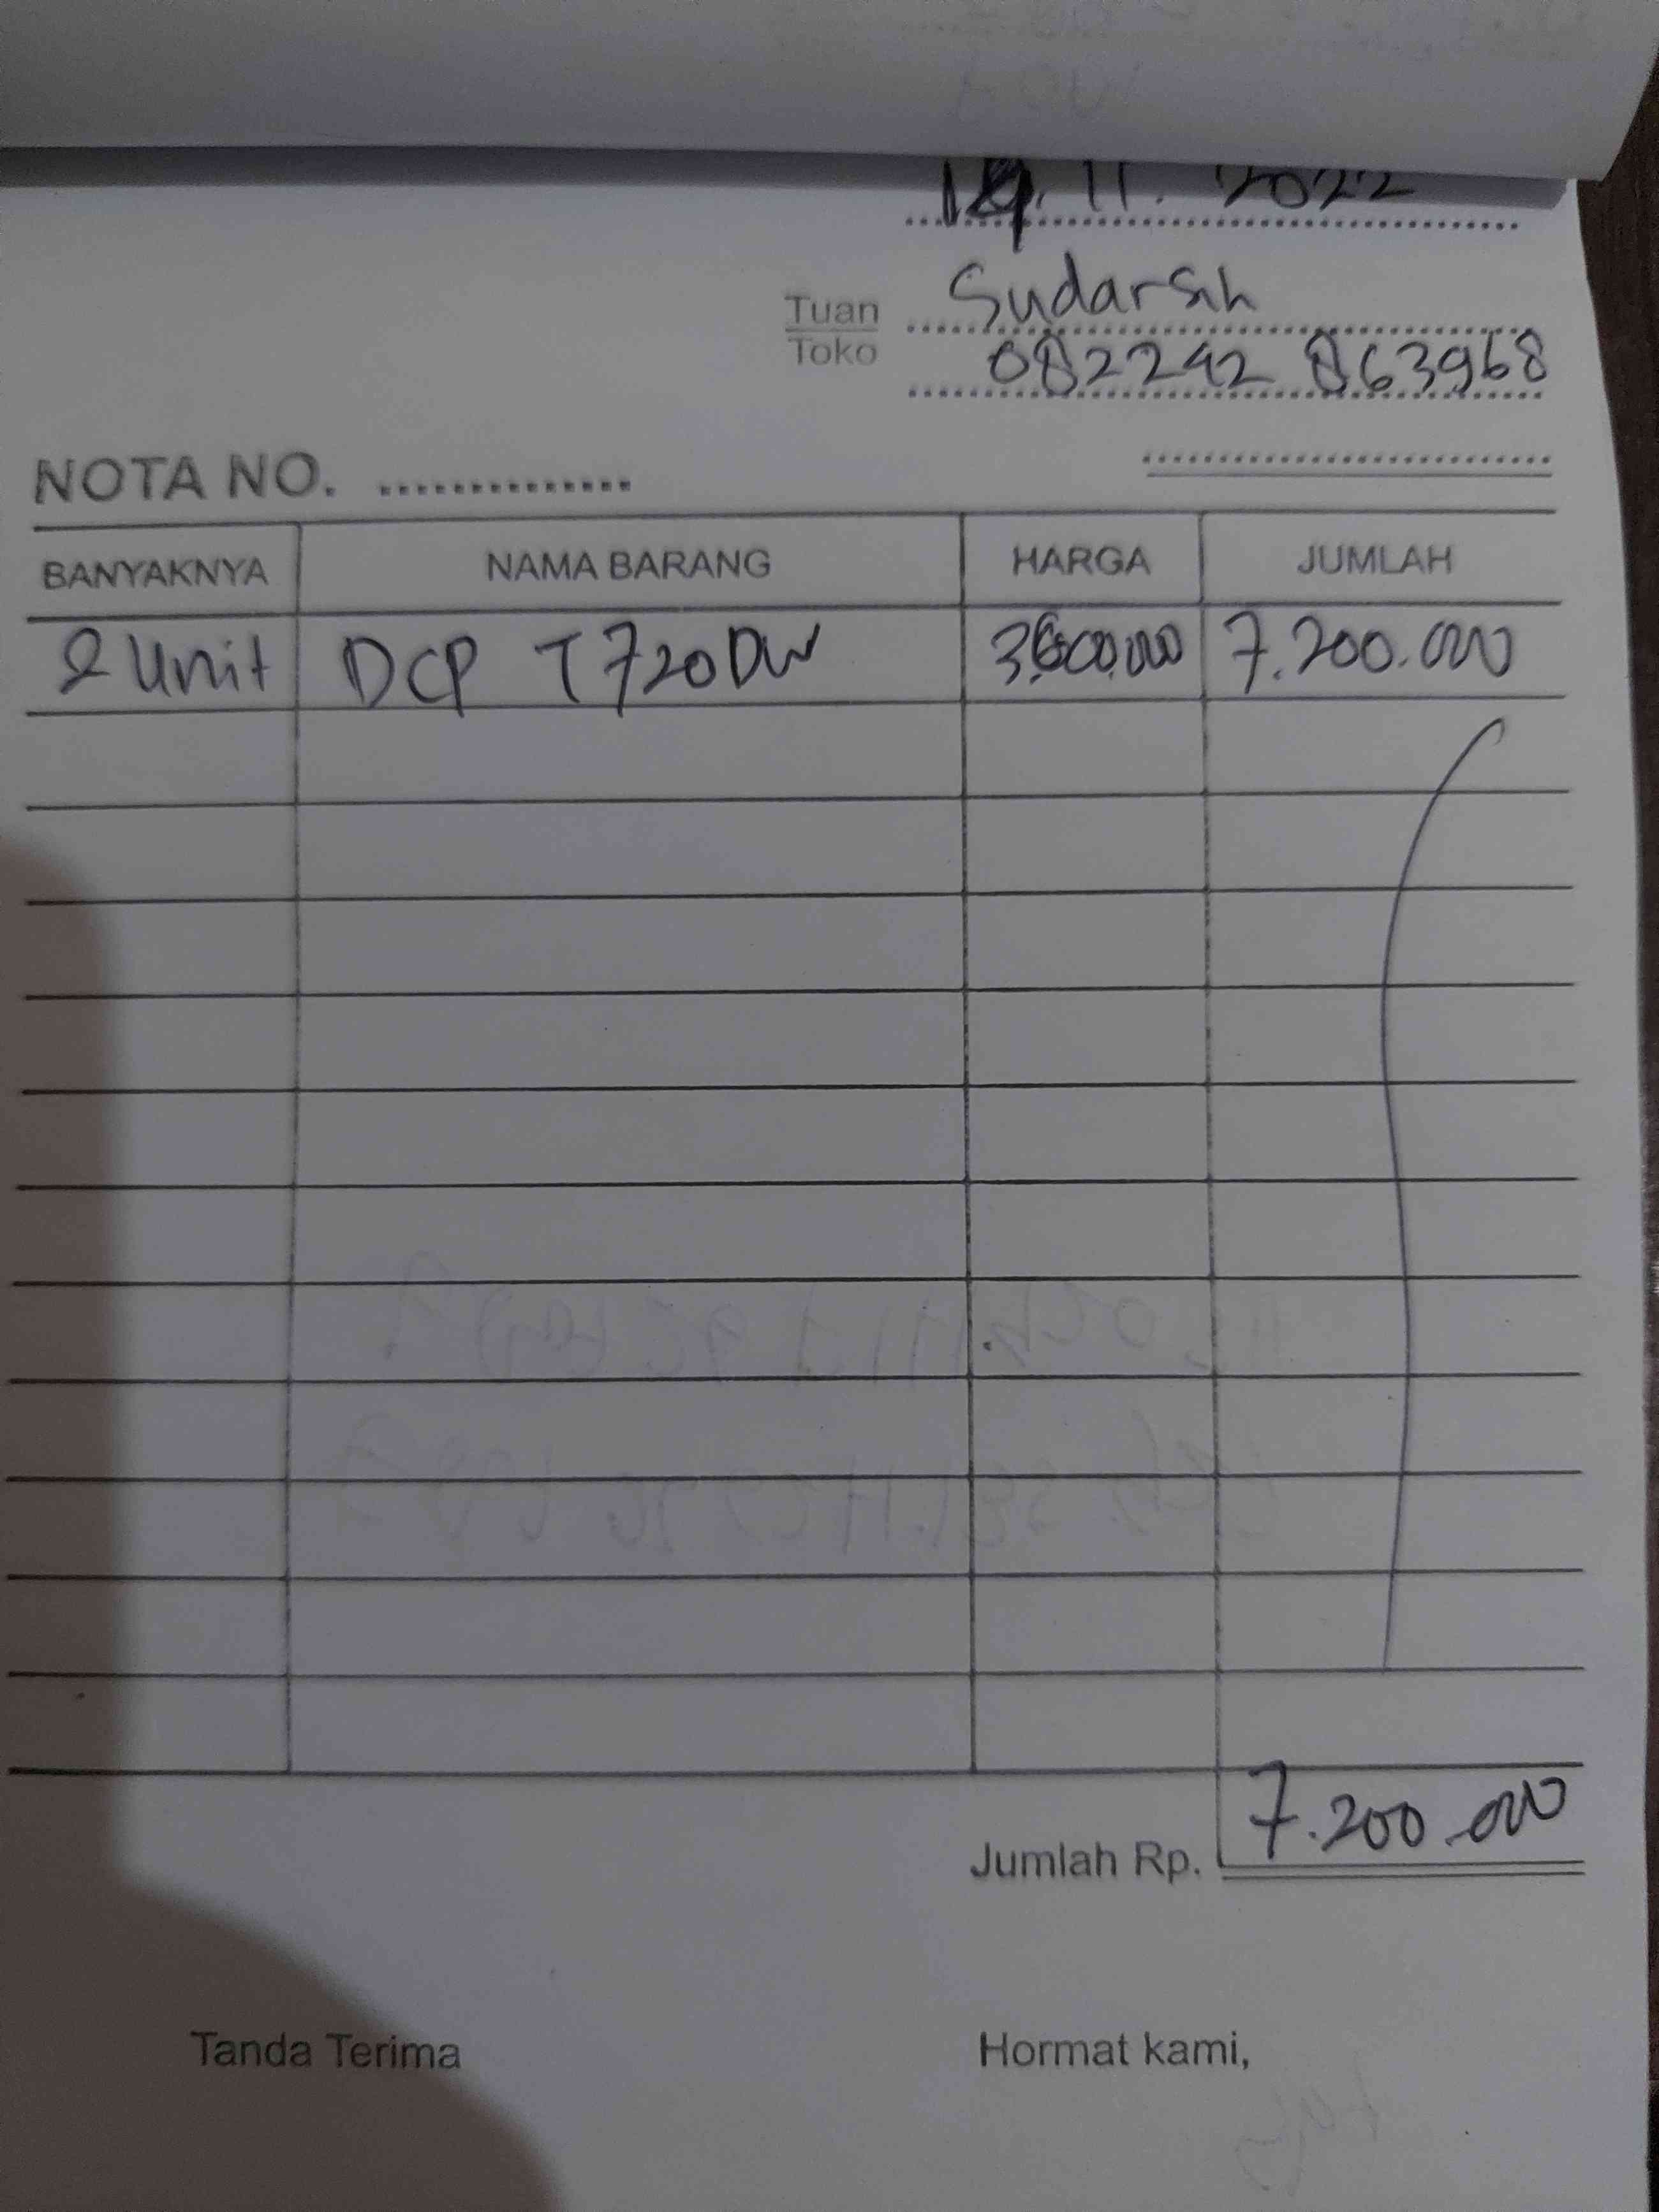 11. 2022
Tuan Sudarsih
Toko 082242 863968
NOTA NO. ..............
BANYAKNYA NAMA BARANG HARGA JUMLAH
2 Unit DCP T720DW 3.600.000 7.200.000
Jumlah Rp. 7.200.000
Tanda Terima Hormat kami,